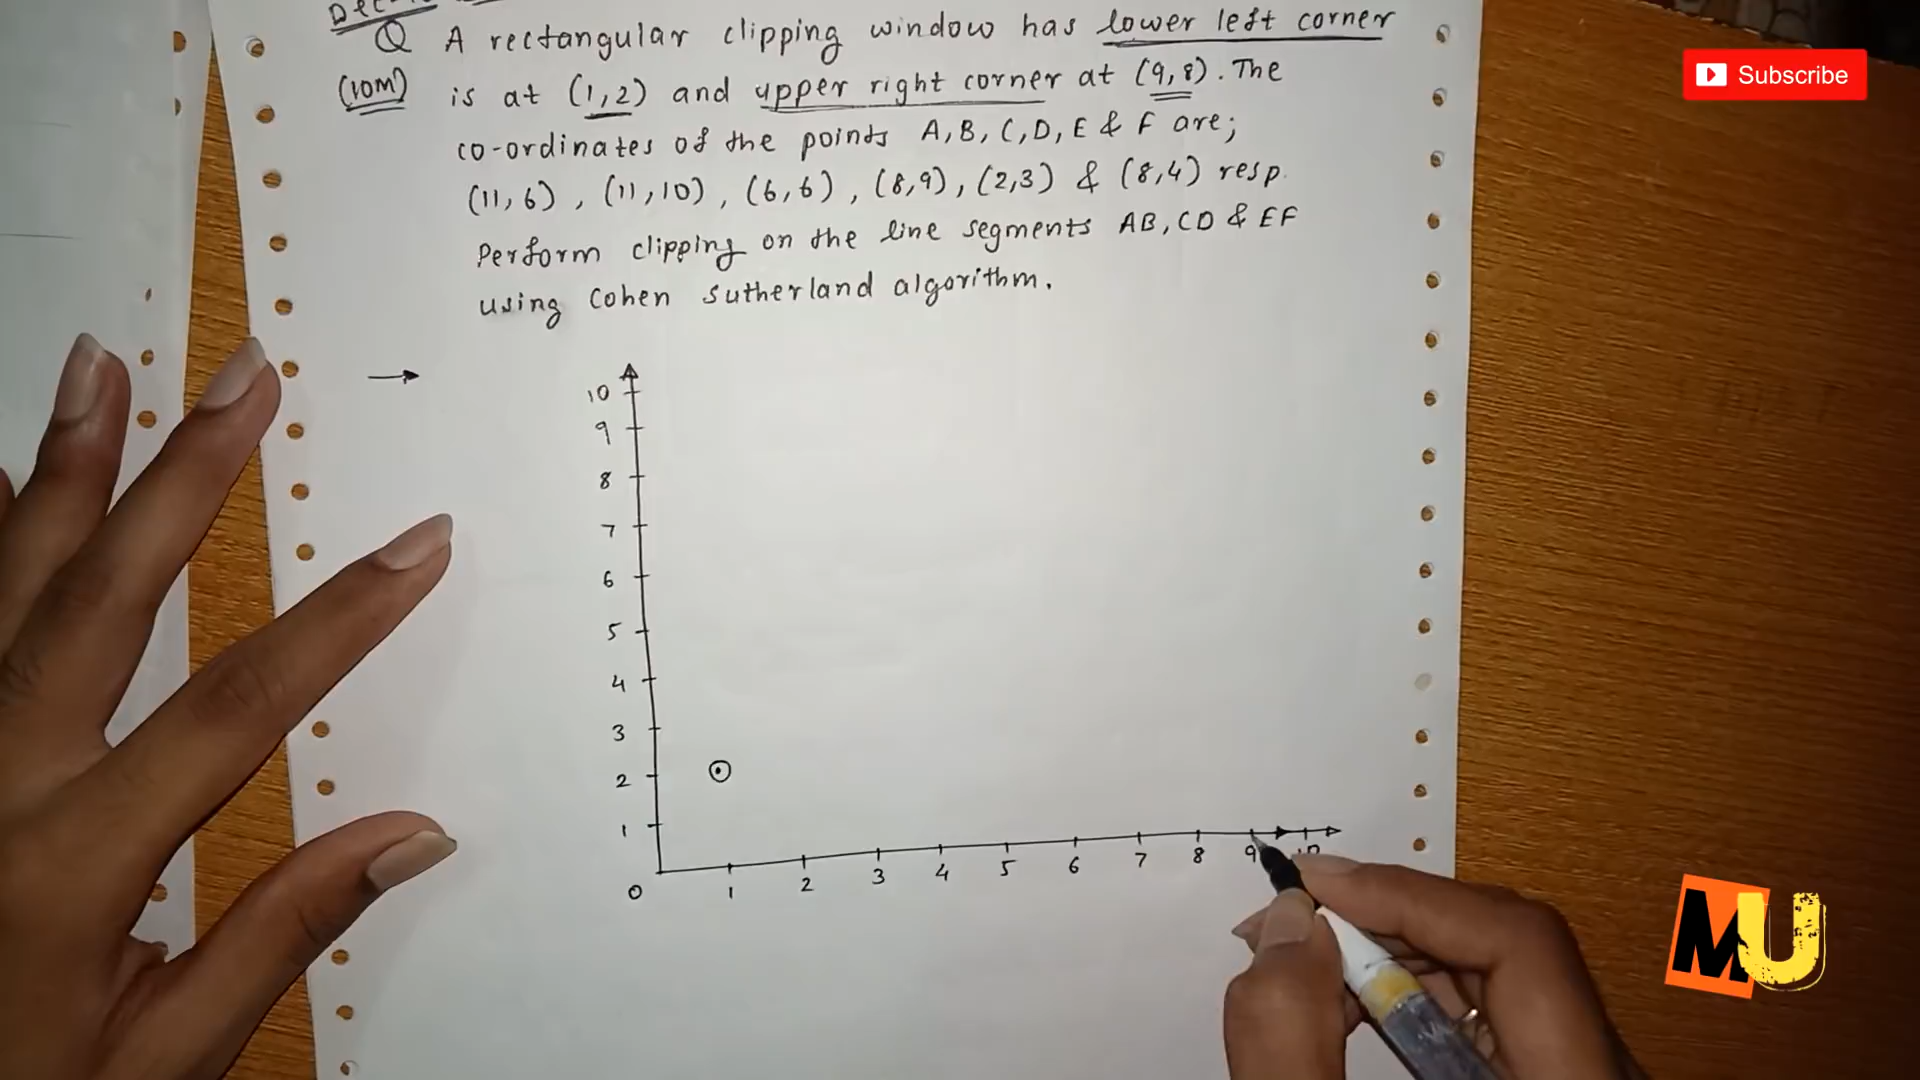 Q A rectangular clipping window has lower left corner
(10M) is at (1,2) and upper right corner at (9,8). The
co-ordinates of the points A, B, C, D, E & F are;
(11,6), (11,10), (6,6), (8,9), (2,3) & (8,4) resp.
Perform clipping on the line segments AB, CD & EF
using Cohen Sutherland algorithm.
Subscribe
10
9
8
7
6
5
4
3
2
1
0 1 2 3 4 5 6 7 8 9 10
MU